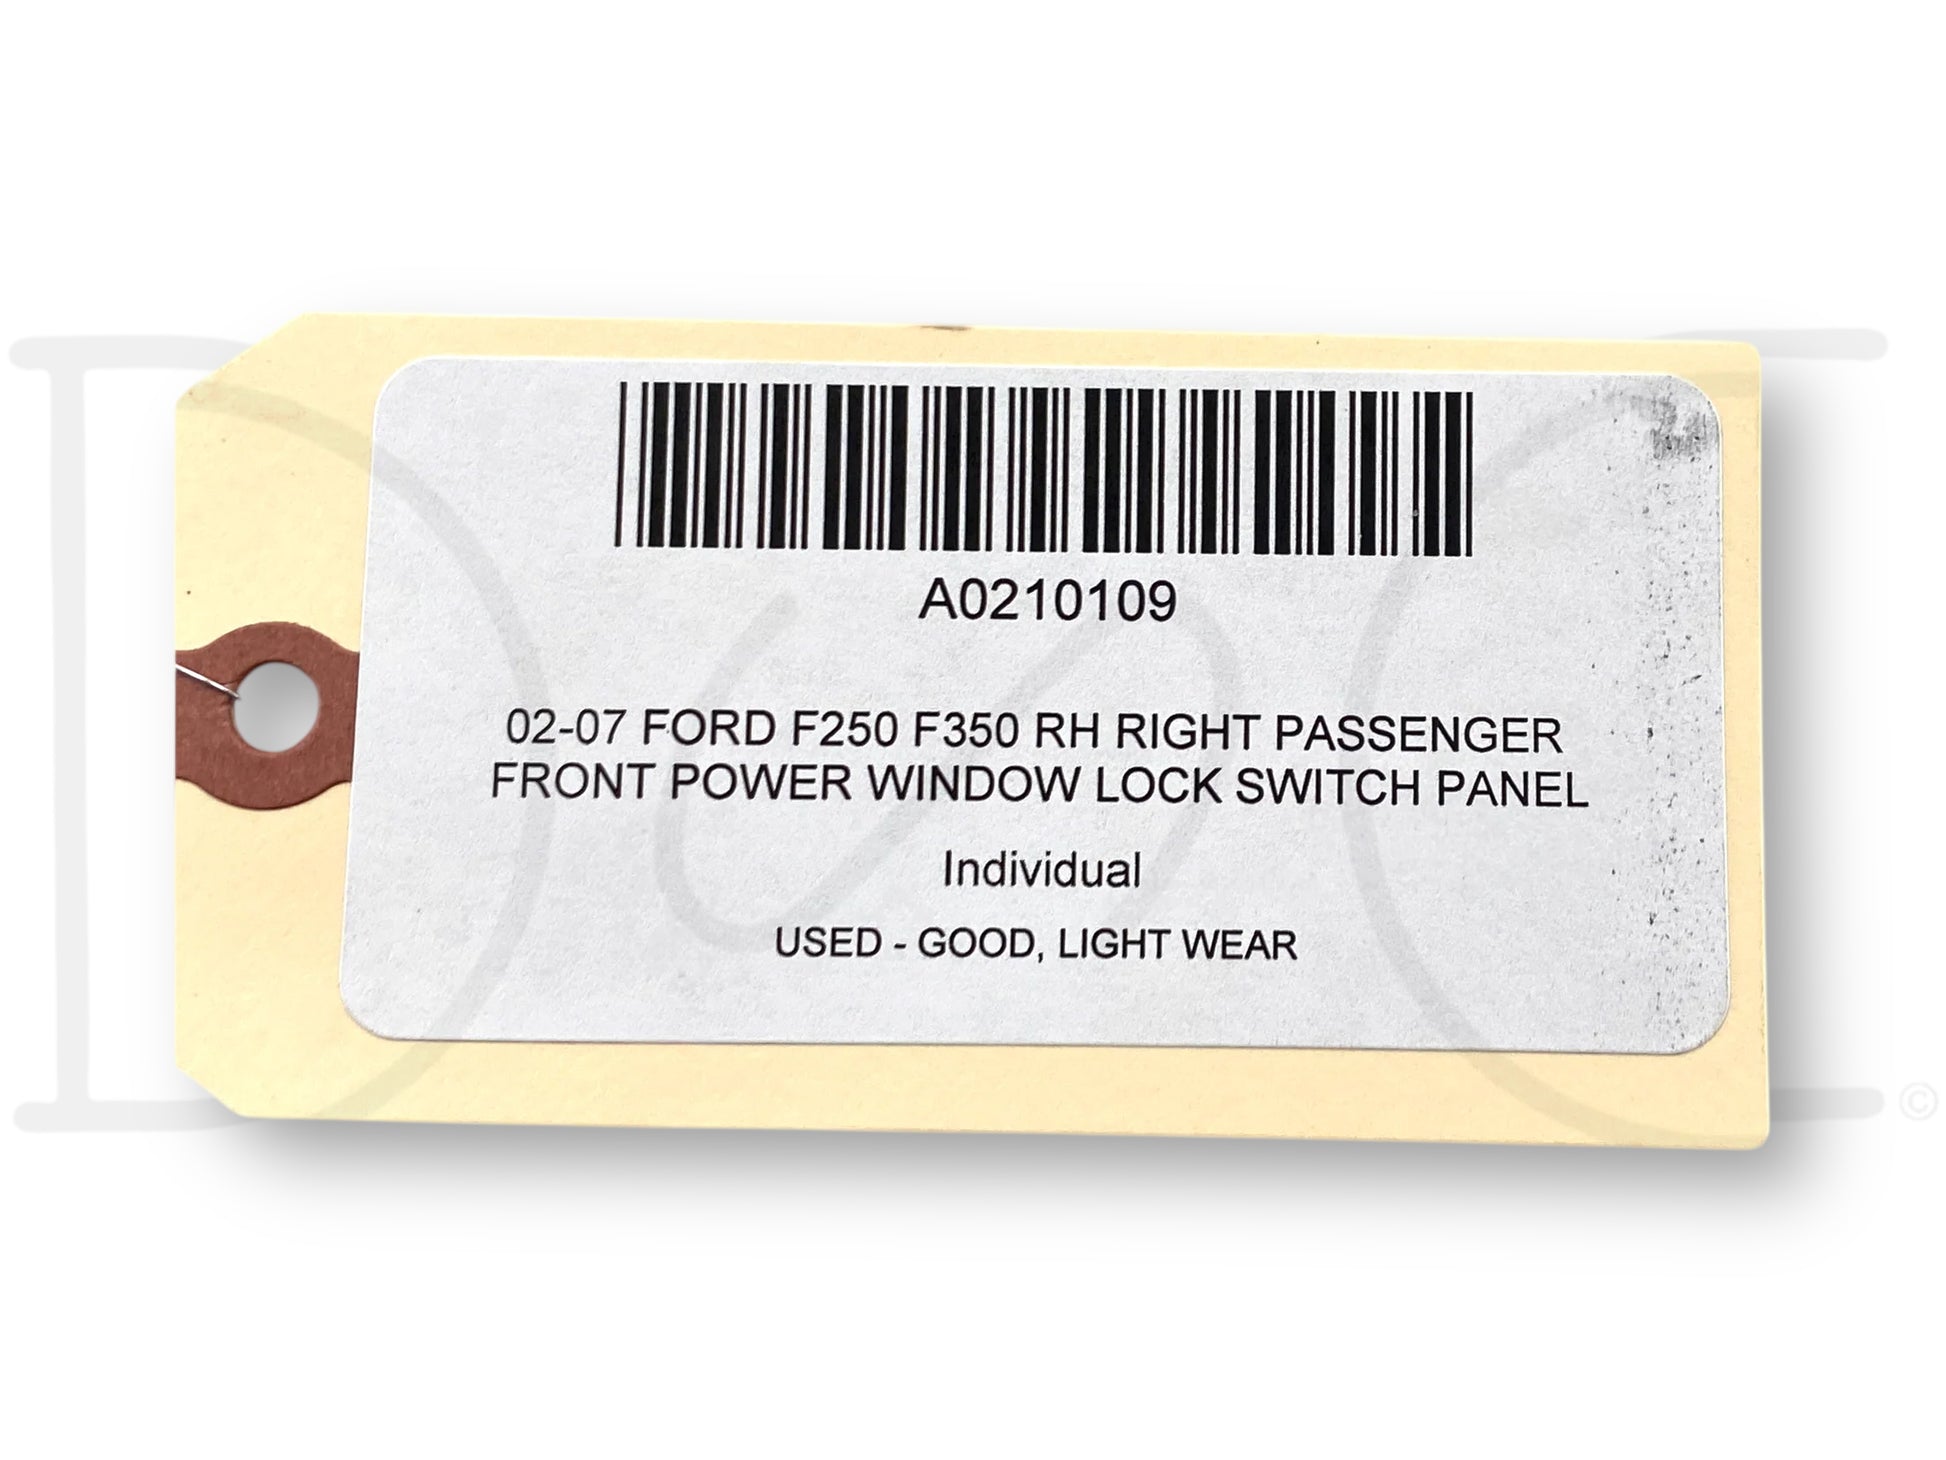 A0210109
02-07 FORD F250 F350 RH RIGHT PASSENGER
FRONT POWER WINDOW LOCK SWITCH PANEL
Individual
USED - GOOD, LIGHT WEAR
©